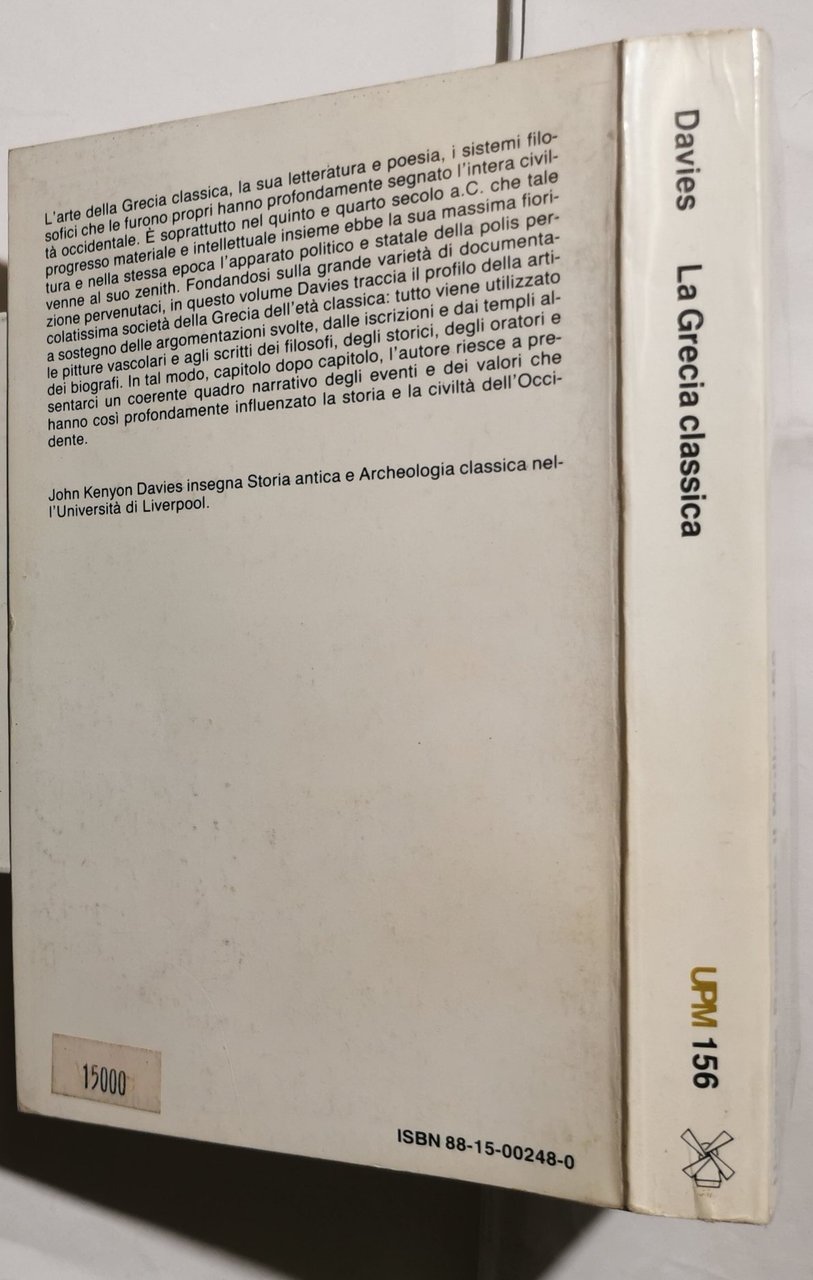 L'arte della Grecia classica, la sua letteratura e poesia, i sistemi filo-
sofici che le furono propri hanno profondamente segnato l'intera civil-
tà occidentale. È soprattutto nel quinto e quarto secolo a.C. che tale
progresso materiale e intellettuale insieme ebbe la sua massima fiori-
tura e nella stessa epoca l'apparato politico e statale della polis per-
venne al suo zenith. Fondandosi sulla grande varietà di documenta-
zione pervenutaci, in questo volume Davies traccia il profilo della arti-
colatissima società della Grecia dell'età classica: tutto viene utilizzato
a sostegno delle argomentazioni svolte, dalle iscrizioni e dai templi al-
le pitture vascolari e agli scritti dei filosofi, degli storici, degli oratori e
dei biografi. In tal modo, capitolo dopo capitolo, l'autore riesce a pre-
sentarci un coerente quadro narrativo degli eventi e dei valori che
hanno così profondamente influenzato la storia e la civiltà dell'Occi-
dente.
John Kenyon Davies insegna Storia antica e Archeologia classica nel-
l'Università di Liverpool.
15000
ISBN 88-15-00248-0
Davies La Grecia classica
UPM 156